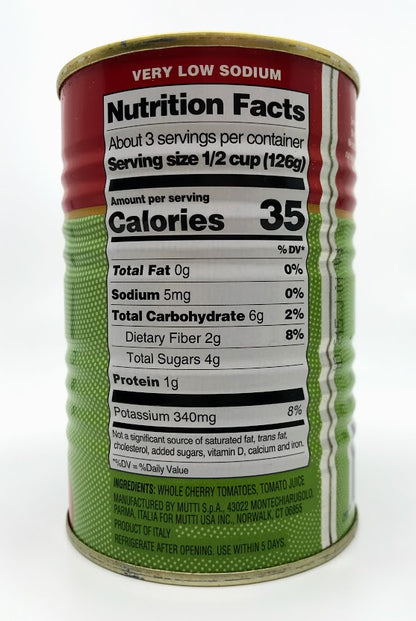 VERY LOW SODIUM
Nutrition Facts
About 3 servings per container
Serving size 1/2 cup (126g)
Amount per serving
Calories 35
% DV*
Total Fat 0g 0%
Sodium 5mg 0%
Total Carbohydrate 6g 2%
Dietary Fiber 2g 8%
Total Sugars 4g
Protein 1g
Potassium 340mg 8%
Not a significant source of saturated fat, trans fat,
cholesterol, added sugars, vitamin D, calcium and iron.
*%DV = %Daily Value
INGREDIENTS: WHOLE CHERRY TOMATOES, TOMATO JUICE
MANUFACTURED BY MUTTI S.p.A., 43022 MONTECHIARUGOLO,
PARMA, ITALIA FOR MUTTI USA INC., NORWALK, CT 06855
PRODUCT OF ITALY
REFRIGERATE AFTER OPENING. USE WITHIN 5 DAYS.